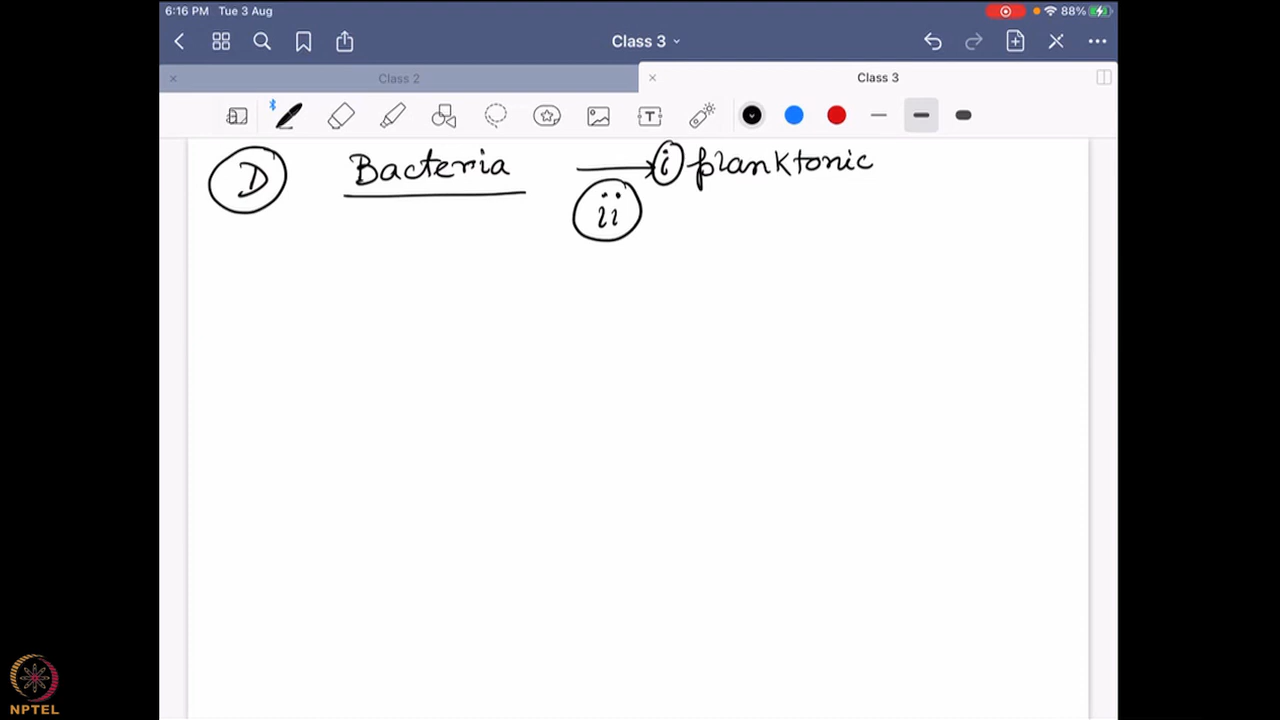 6:16 PM Tue 3 Aug 88%
Class 3
Class 2 Class 3
T
D Bacteria → i planktonic
ii
NPTEL